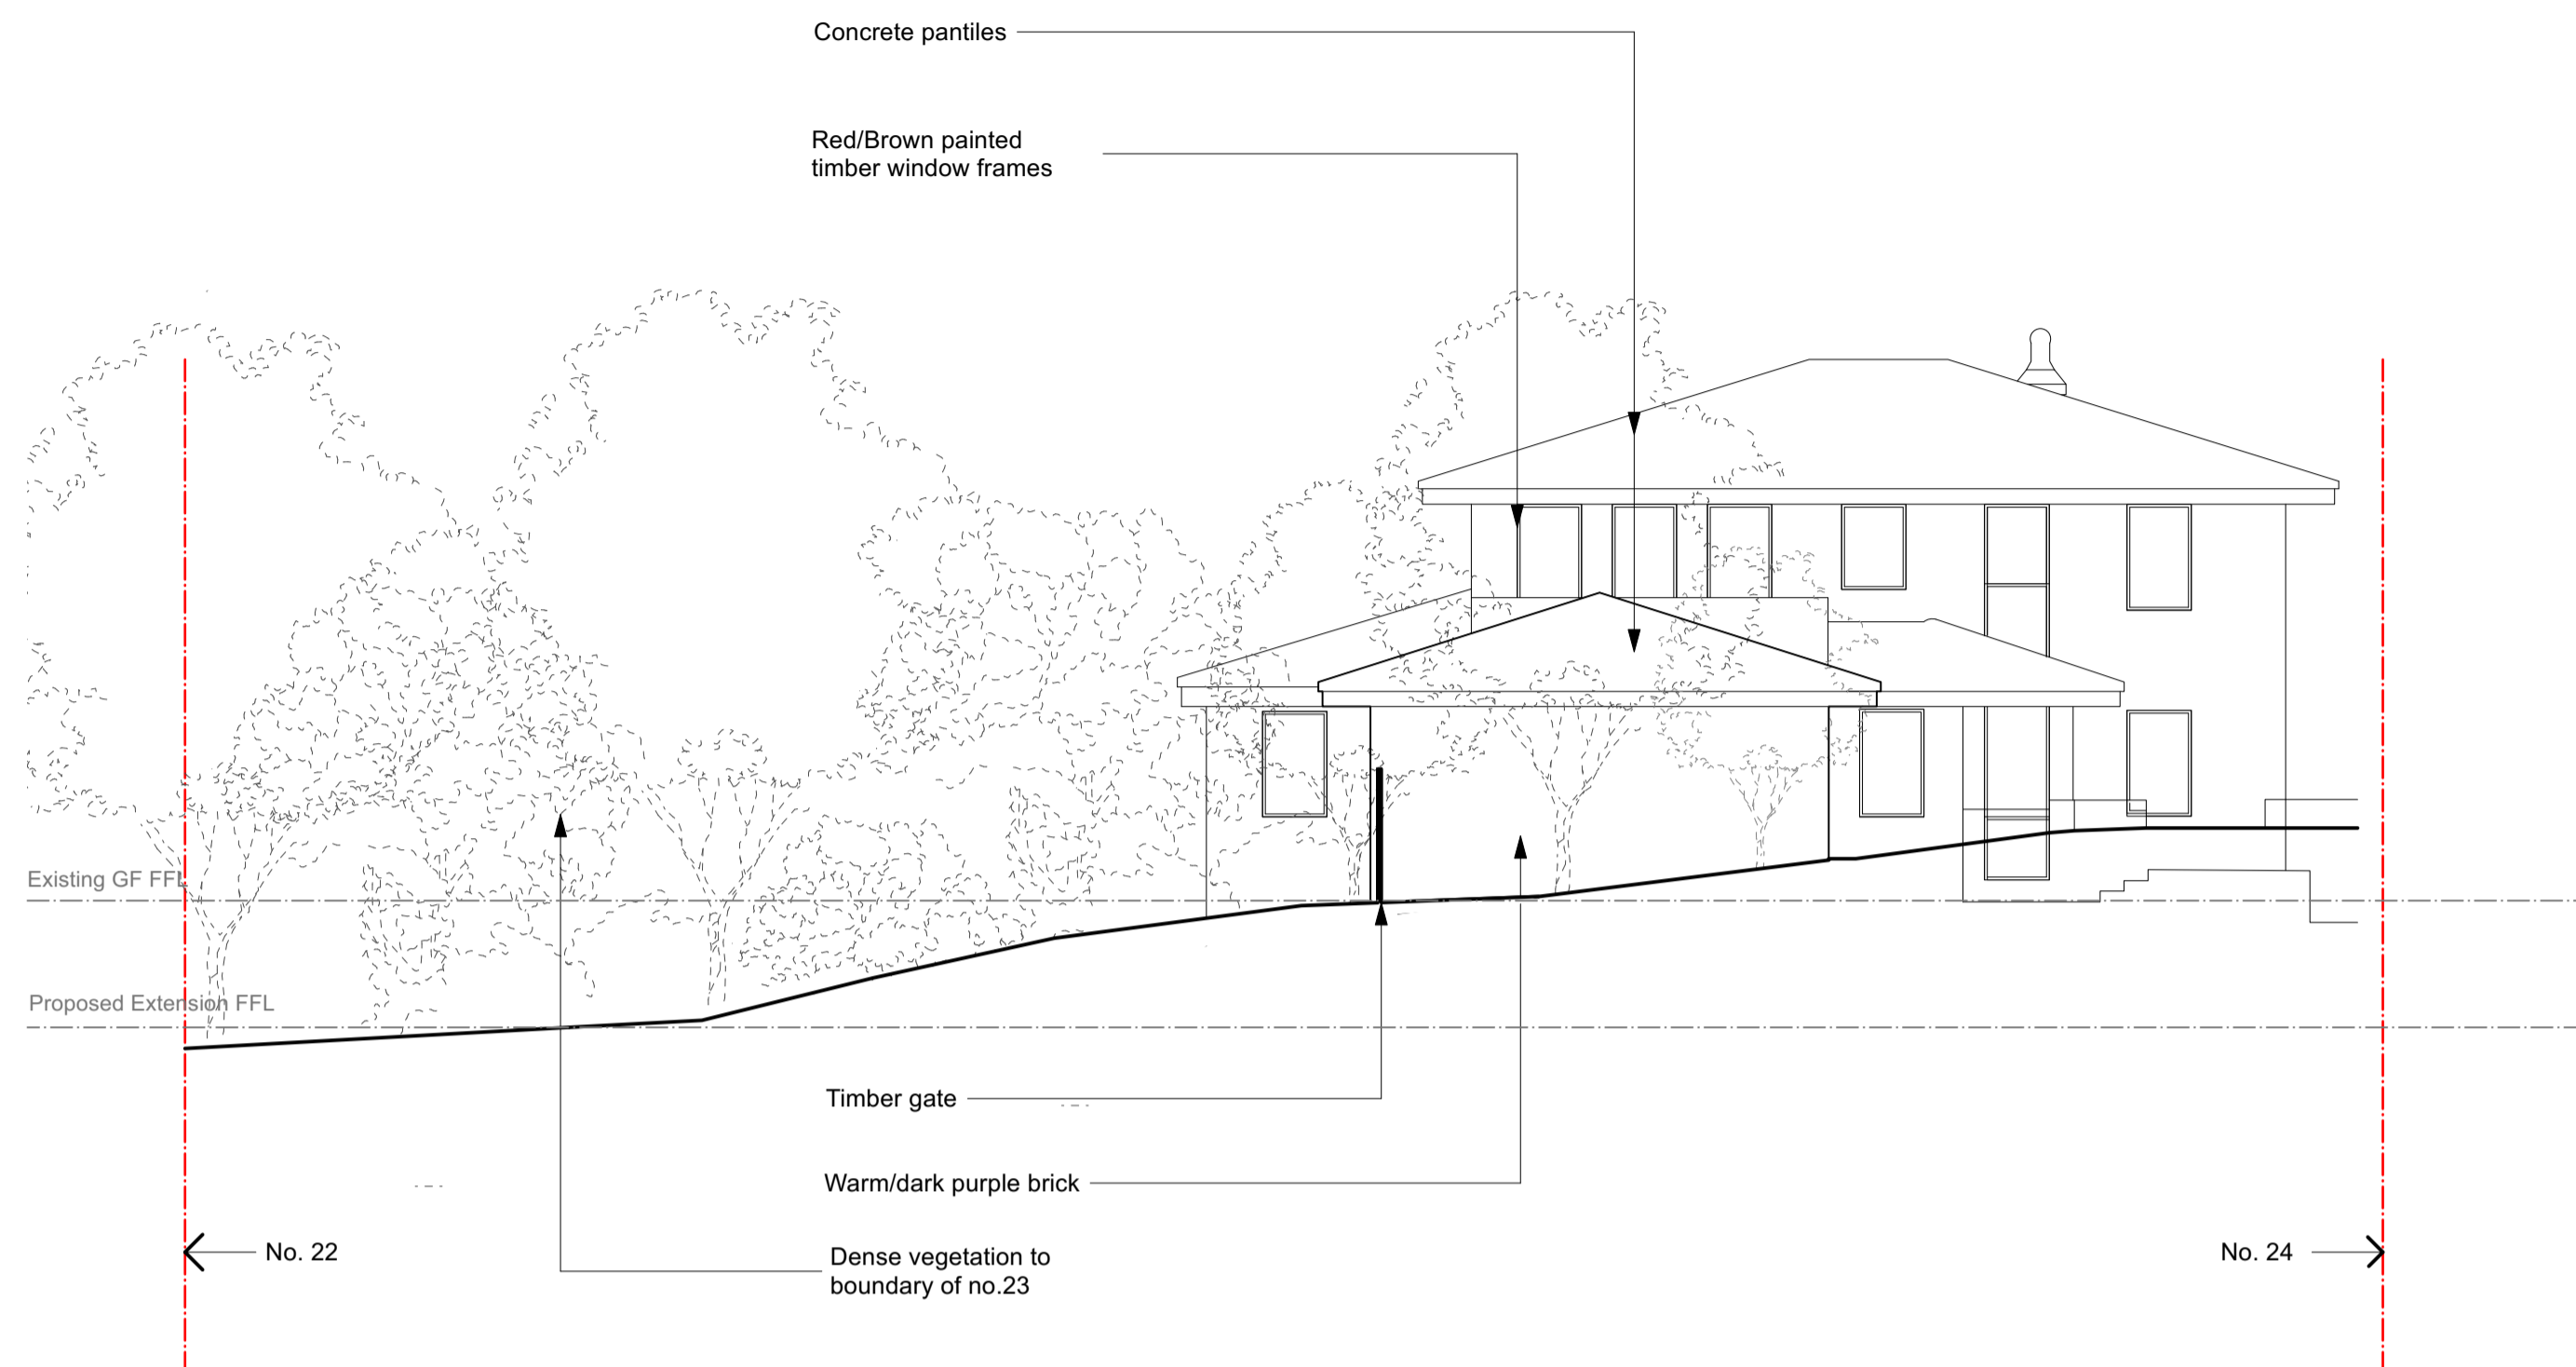 Concrete pantiles
Red/Brown painted
timber window frames
Existing GF FFL
Proposed Extension FFL
Timber gate
Warm/dark purple brick
No. 22
No. 24
Dense vegetation to
boundary of no.23